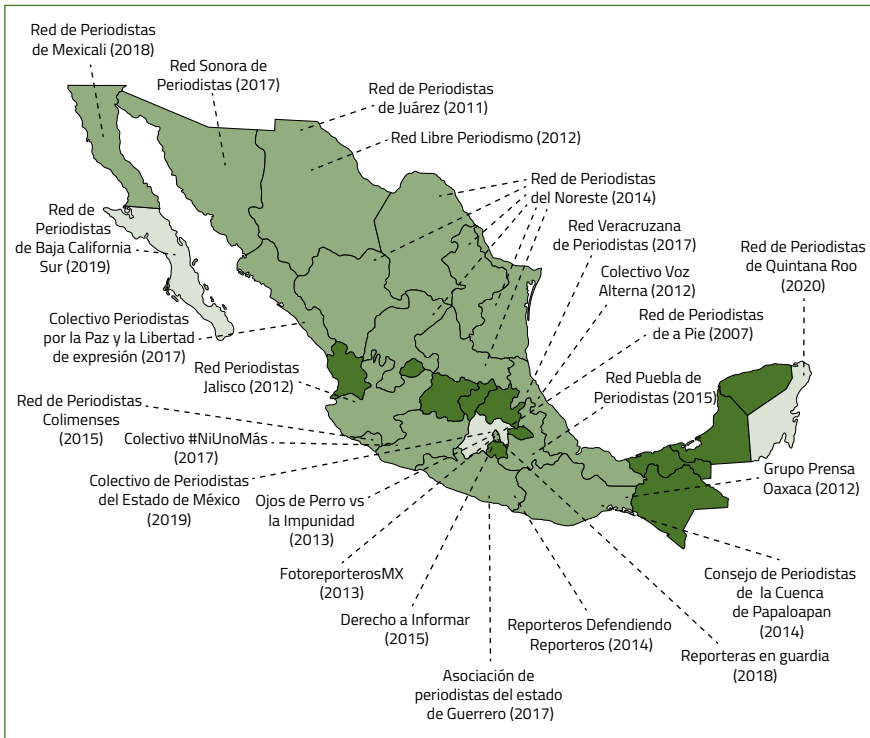 Red de Periodistas
de Mexicali (2018)
Red Sonora de
Periodistas (2017)
Red de Periodistas
de Juárez (2011)
Red Libre Periodismo (2012)
Red de Periodistas
del Noreste (2014)
Red Veracruzana
de Periodistas (2017)
Red de Periodistas
de Quintana Roo
(2020)
Colectivo Voz
Alterna (2012)
Red de Periodistas
de a Pie (2007)
Red Puebla de
Periodistas (2015)
Red de
Periodistas
de Baja California
Sur (2019)
Colectivo Periodistas
por la Paz y la Libertad
de expresión (2017)
Red Periodistas
Jalisco (2012)
Red de Periodistas
Colimenses
(2015)
Colectivo #NiUnoMás
(2017)
Colectivo de Periodistas
del Estado de México
(2019)
Ojos de Perro vs
la Impunidad
(2013)
FotoreporterosMX
(2013)
Derecho a Informar
(2015)
Asociación de
periodistas del estado
de Guerrero (2017)
Reporteros Defendiendo
Reporteros (2014)
Grupo Prensa
Oaxaca (2012)
Consejo de Periodistas
de la Cuenca
de Papaloapan
(2014)
Reporteras en guardia
(2018)